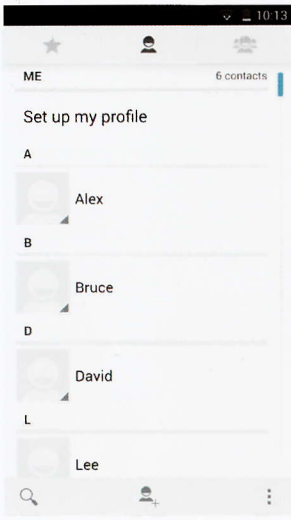 10:13
ME 6 contacts
Set up my profile
A
Alex
B
Bruce
D
David
L
Lee